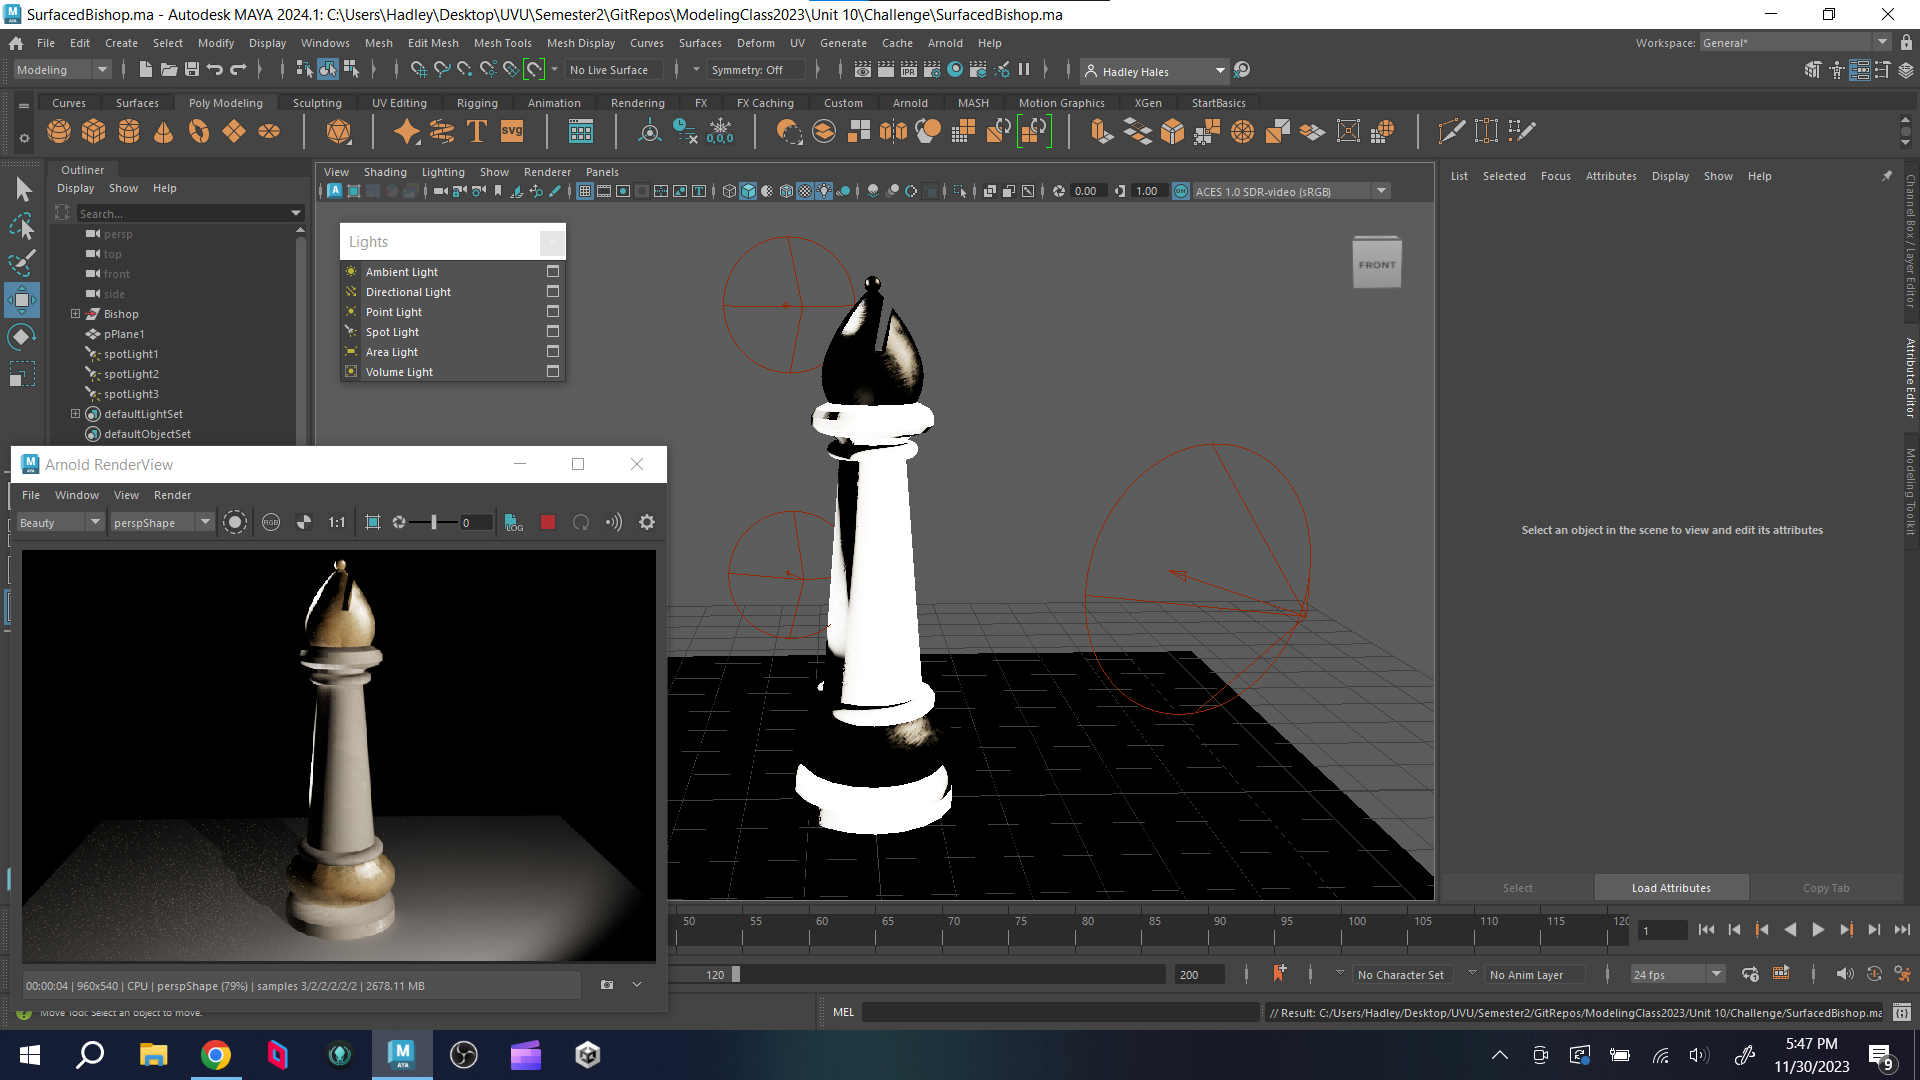 SurfacedBishop.ma - Autodesk MAYA 2024.1: C:\Users\Hadley\Desktop\UVU\Semester2\GitRepos\ModelingClass2023\Unit 10\Challenge\SurfacedBishop.ma
File Edit Create Select Modify Display Windows Mesh Edit Mesh Mesh Tools Mesh Display Curves Surfaces Deform UV Generate Cache Arnold Help
Workspace: General*
Modeling
No Live Surface
Symmetry: Off
Hadley Hales
Curves Surfaces Poly Modeling Sculpting UV Editing Rigging Animation Rendering FX FX Caching Custom Arnold MASH Motion Graphics XGen StartBasics
Outliner
Display Show Help
Search...
persp
top
front
side
Bishop
pPlane1
spotLight1
spotLight2
spotLight3
defaultLightSet
defaultObjectSet
View Shading Lighting Show Renderer Panels
0.00
1.00
ACES 1.0 SDR-video (sRGB)
Lights
Ambient Light
Directional Light
Point Light
Spot Light
Area Light
Volume Light
FRONT
List Selected Focus Attributes Display Show Help
Select an object in the scene to view and edit its attributes
Select
Load Attributes
Copy Tab
Channel Box / Layer Editor
Attribute Editor
Modeling Toolkit
Arnold RenderView
File Window View Render
Beauty
perspShape
RGB
1:1
0
LOG
00:00:04 | 960x540 | CPU | perspShape (79%) | samples 3/2/2/2/2/2 | 2678.11 MB
Move Tool: Select an object to move.
50 55 60 65 70 75 80 85 90 95 100 105 110 115 120
1
120
200
No Character Set
No Anim Layer
24 fps
MEL
// Result: C:/Users/Hadley/Desktop/UVU/Semester2/GitRepos/ModelingClass2023/Unit 10/Challenge/SurfacedBishop.ma
5:47 PM
11/30/2023
9